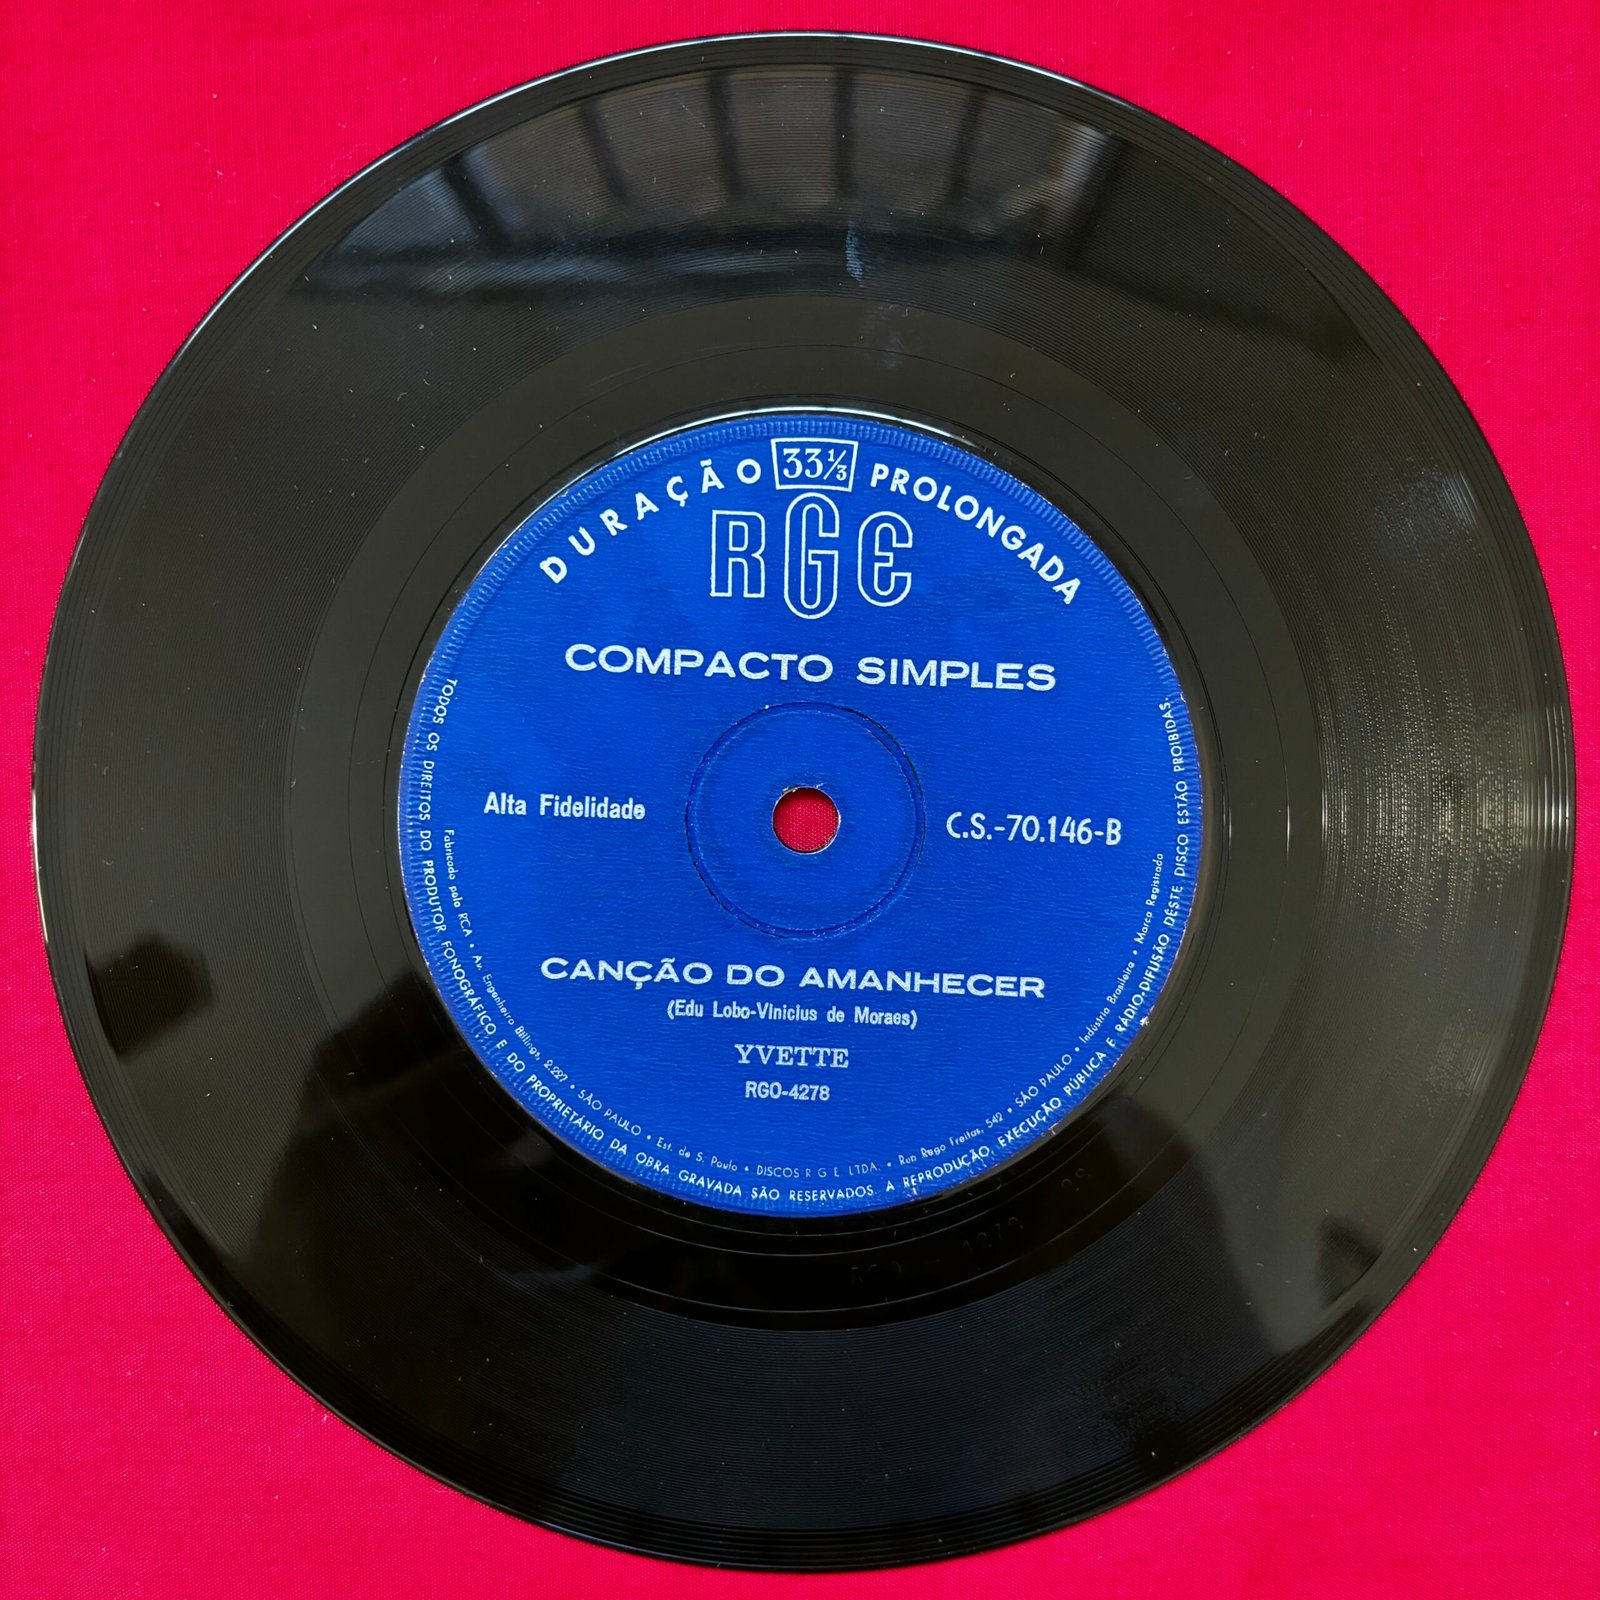 DURAÇÃO 33⅓ PROLONGADA
RGE
COMPACTO SIMPLES
Alta Fidelidade
C.S.-70.146-B
CANÇÃO DO AMANHECER
(Edu Lobo-Vinicius de Moraes)
YVETTE
RGO-4278
Fabricado pela RCA • Av. Engenheiro Billings, 2.227 • SÃO PAULO • Est. de S. Paulo • DISCOS R G E LTDA. • Rua Rego Freitas, 542 • SÃO PAULO • Indústria Brasileira • Marca Registrada
TODOS OS DIREITOS DO PRODUTOR FONOGRÁFICO E DO PROPRIETÁRIO DA OBRA GRAVADA SÃO RESERVADOS. A REPRODUÇÃO, EXECUÇÃO PÚBLICA E RÁDIO-DIFUSÃO DESTE DISCO ESTÃO PROIBIDAS.